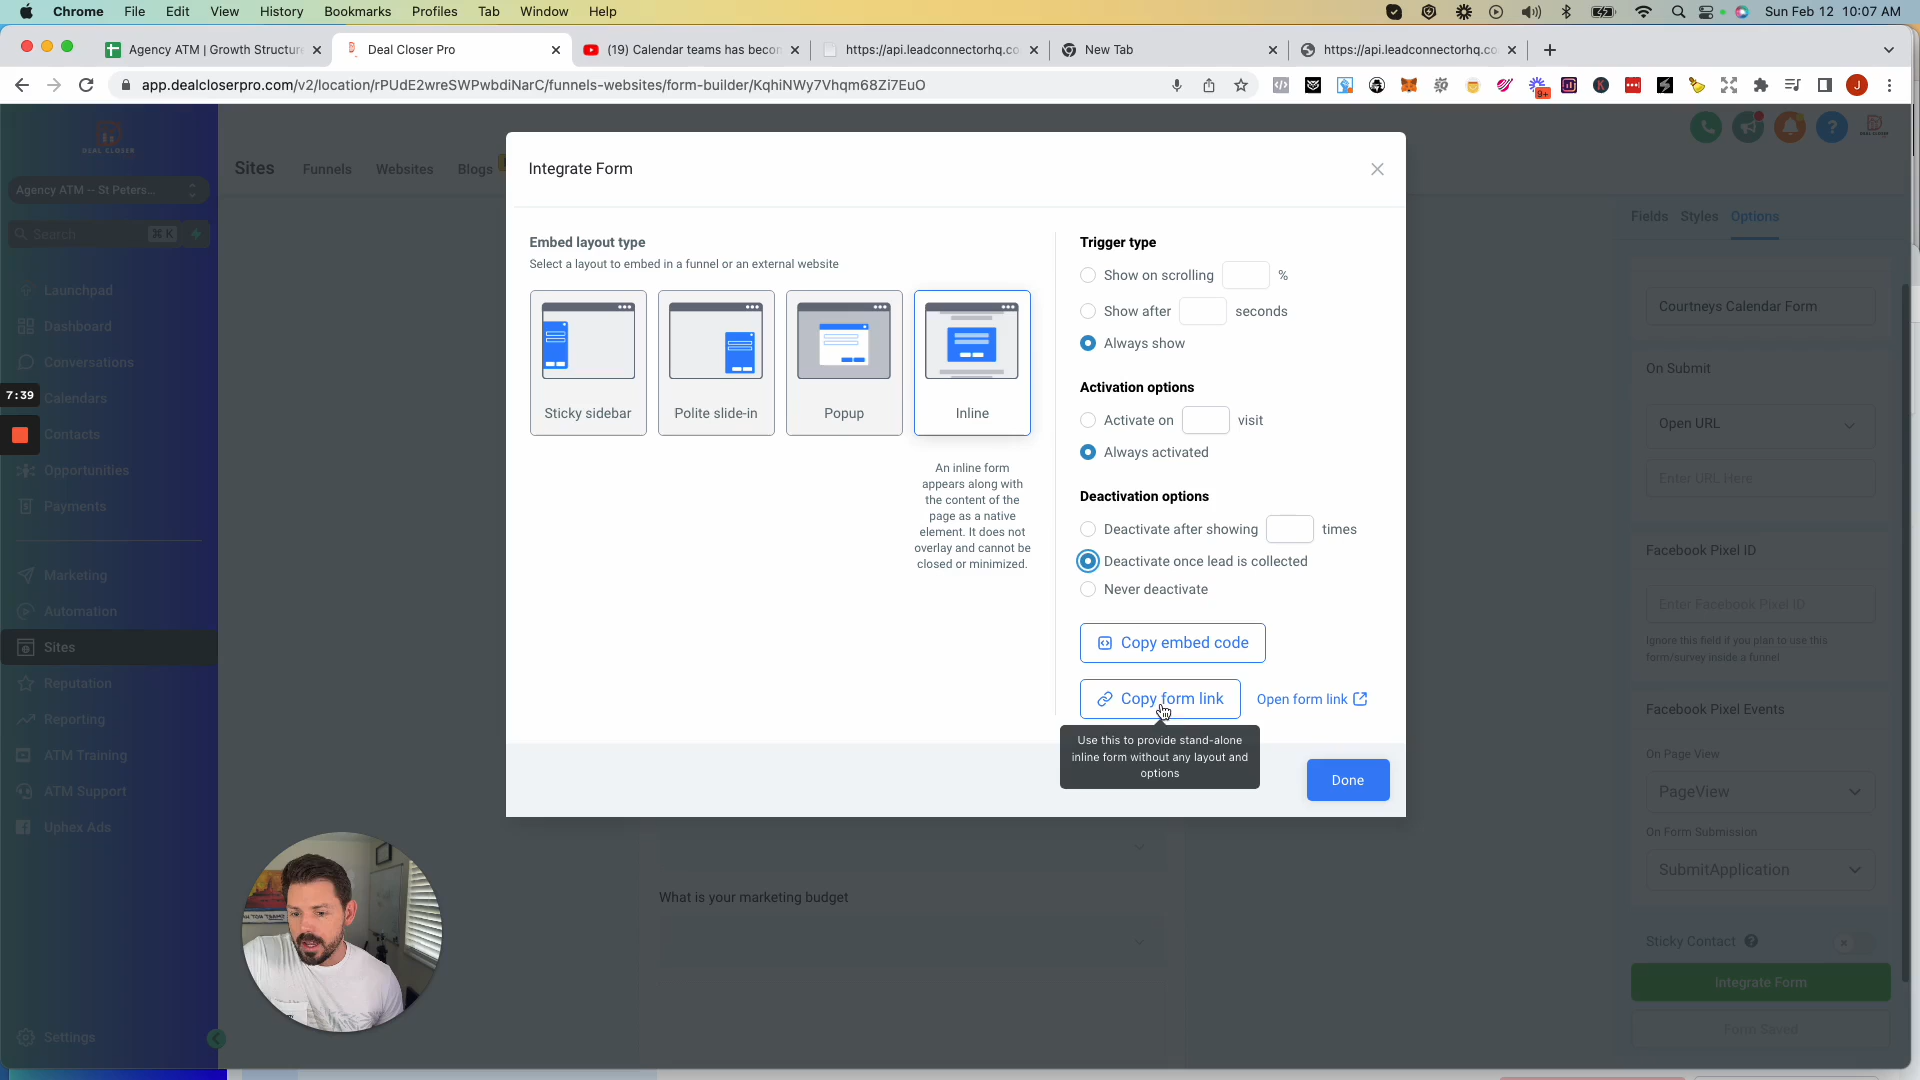 Chrome File Edit View History Bookmarks Profiles Tab Window Help
Sun Feb 12 10:07 AM
Agency ATM | Growth Structure
Deal Closer Pro
(19) Calendar teams has becom
https://api.leadconnectorhq.co
New Tab
https://api.leadconnectorhq.co
app.dealcloserpro.com/v2/location/rPUdE2wreSWPwbdiNarC/funnels-websites/form-builder/KqhiNWy7Vhqm68Zi7EuO
9+
J
DEAL CLOSER
Agency ATM -- St Peters...
Search ⌘ K
Launchpad
Dashboard
Conversations
7:39
Calendars
Contacts
Opportunities
Payments
Marketing
Automation
Sites
Reputation
Reporting
ATM Training
ATM Support
Uphex Ads
Settings
Sites Funnels Websites Blogs
Integrate Form
Embed layout type
Select a layout to embed in a funnel or an external website
Sticky sidebar
Polite slide-in
Popup
Inline
An inline form
appears along with
the content of the
page as a native
element. It does not
overlay and cannot be
closed or minimized.
Trigger type
Show on scrolling %
Show after seconds
Always show
Activation options
Activate on visit
Always activated
Deactivation options
Deactivate after showing times
Deactivate once lead is collected
Never deactivate
Copy embed code
Copy form link
Open form link
Use this to provide stand-alone
inline form without any layout and
options
Done
What is your marketing budget
Fields Styles Options
Courtneys Calendar Form
On Submit
Open URL
Enter URL Here
Facebook Pixel ID
Enter Facebook Pixel ID
Ignore this field if you plan to use this
form/survey inside a funnel
Facebook Pixel Events
On Page View
PageView
On Form Submission
SubmitApplication
Sticky Contact ?
Integrate Form
Form Saved